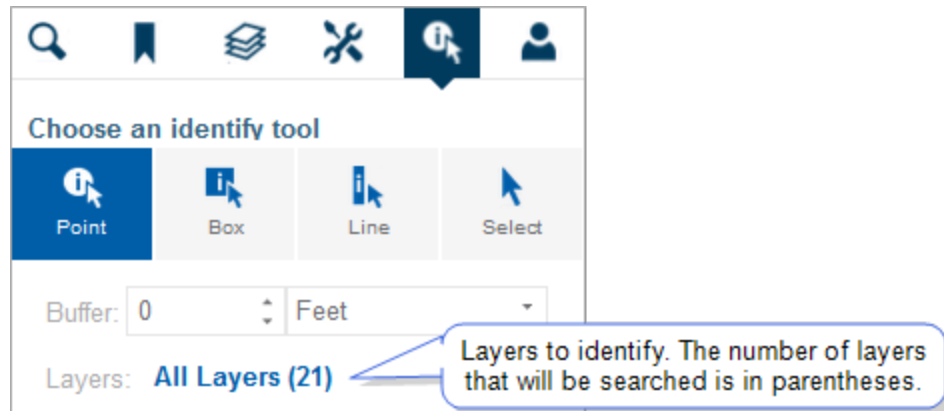 Choose an identify tool
Point Box Line Select
Buffer: 0 Feet
Layers: All Layers (21)
Layers to identify. The number of layers
that will be searched is in parentheses.